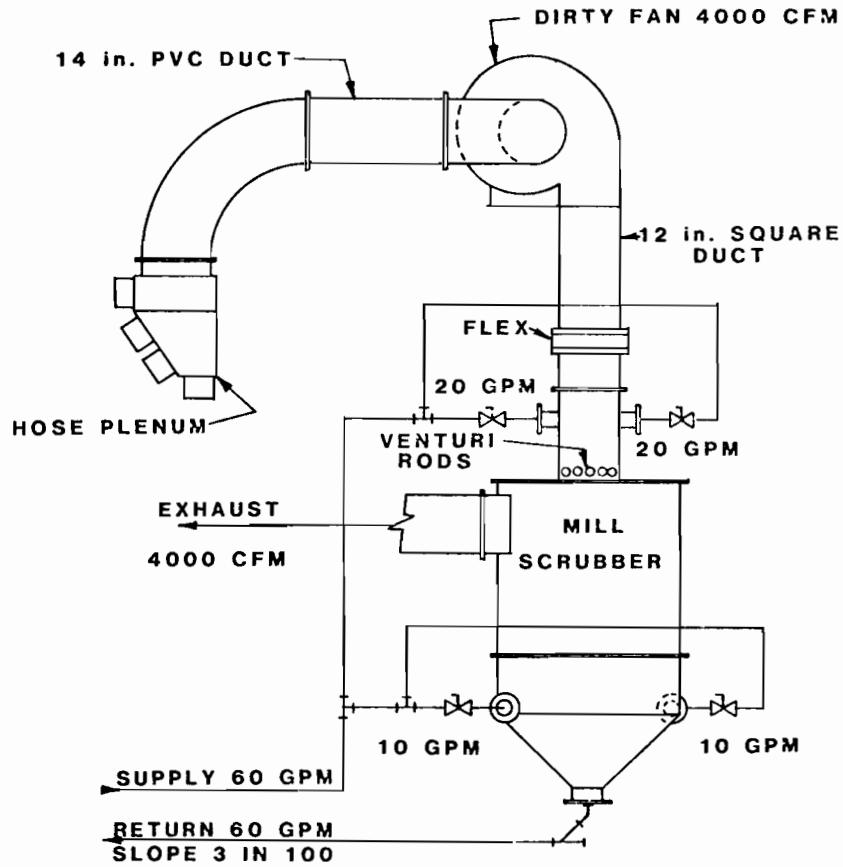 DIRTY FAN 4000 CFM
14 in. PVC DUCT
12 in. SQUARE
DUCT
FLEX
20 GPM
HOSE PLENUM
VENTURI
RODS
20 GPM
EXHAUST
4000 CFM
MILL
SCRUBBER
10 GPM
10 GPM
SUPPLY 60 GPM
RETURN 60 GPM
SLOPE 3 IN 100